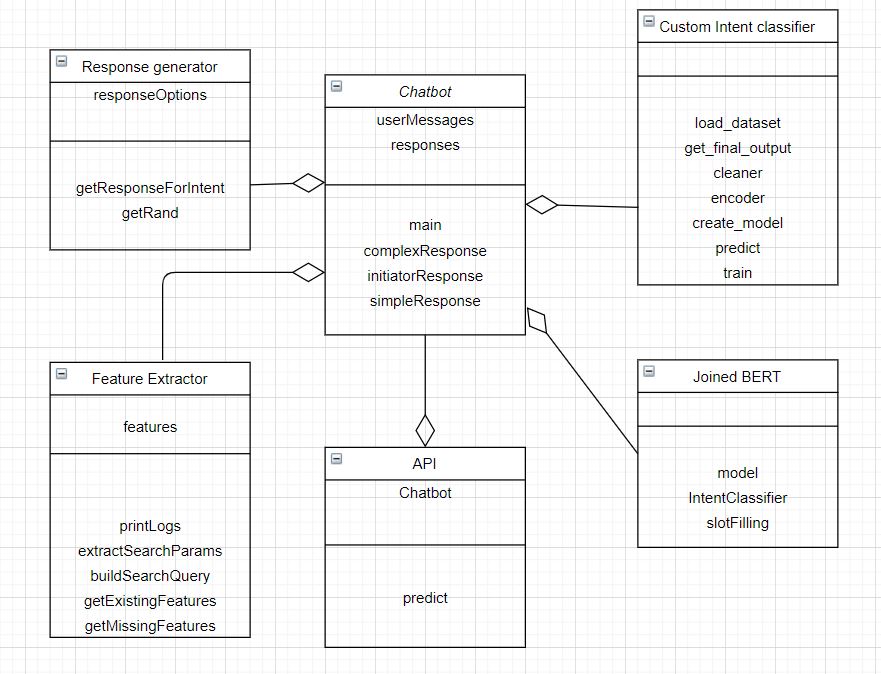 Response generator
responseOptions
getResponseForIntent
getRand
Chatbot
userMessages
responses
main
complexResponse
initiatorResponse
simpleResponse
Custom Intent classifier
load_dataset
get_final_output
cleaner
encoder
create_model
predict
train
Feature Extractor
features
printLogs
extractSearchParams
buildSearchQuery
getExistingFeatures
getMissingFeatures
API
Chatbot
predict
Joined BERT
model
IntentClassifier
slotFilling